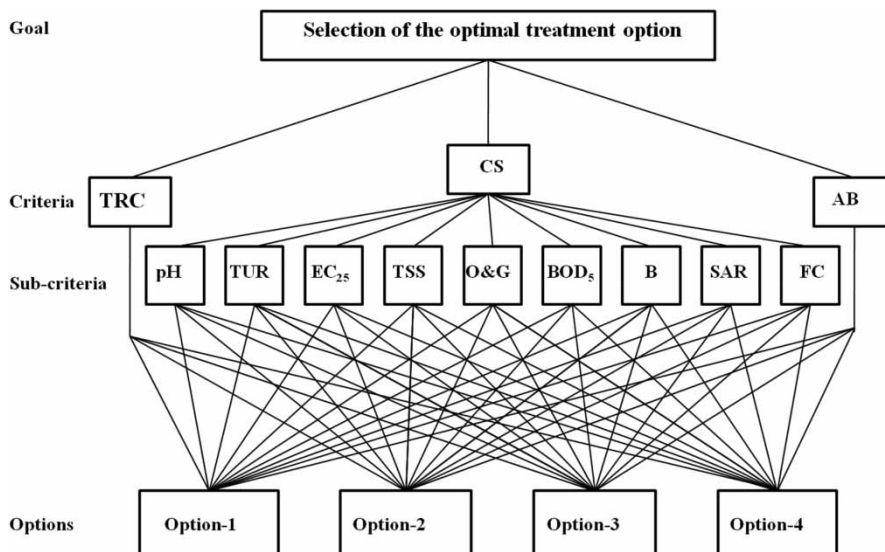 Goal
Selection of the optimal treatment option
Criteria
TRC
CS
AB
Sub-criteria
pH
TUR
EC₂₅
TSS
O&G
BOD₅
B
SAR
FC
Options
Option-1
Option-2
Option-3
Option-4